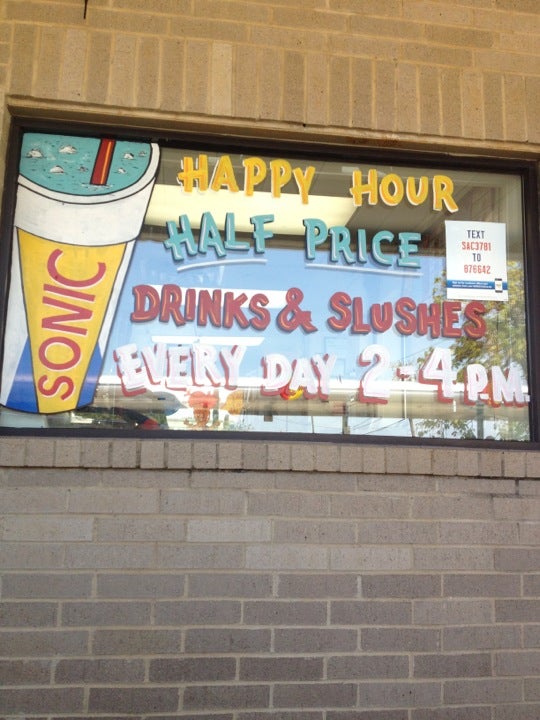 HAPPY HOUR
HALF PRICE
DRINKS & SLUSHES
EVERY DAY 2-4 P.M.
SONIC
TEXT
SAC3781
TO
876642